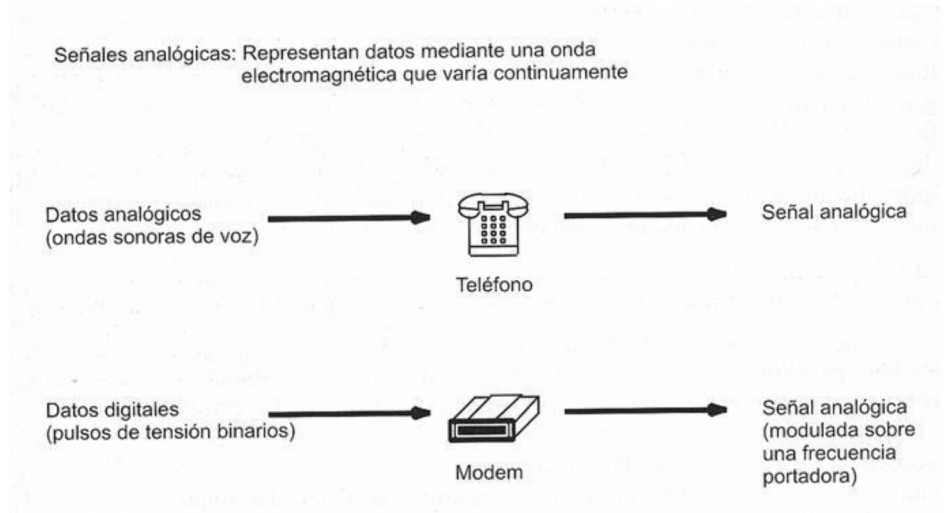 Señales analógicas: Representan datos mediante una onda
electromagnética que varía continuamente
Datos analógicos
(ondas sonoras de voz)
Teléfono
Señal analógica
Datos digitales
(pulsos de tensión binarios)
Modem
Señal analógica
(modulada sobre
una frecuencia
portadora)